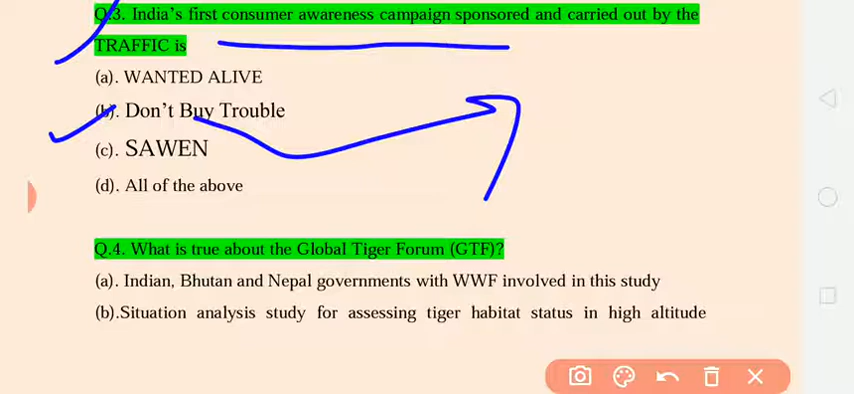 Q.3. India's first consumer awareness campaign sponsored and carried out by the
TRAFFIC is
(a). WANTED ALIVE
(b). Don't Buy Trouble
(c). SAWEN
(d). All of the above
Q.4. What is true about the Global Tiger Forum (GTF)?
(a). Indian, Bhutan and Nepal governments with WWF involved in this study
(b).Situation analysis study for assessing tiger habitat status in high altitude